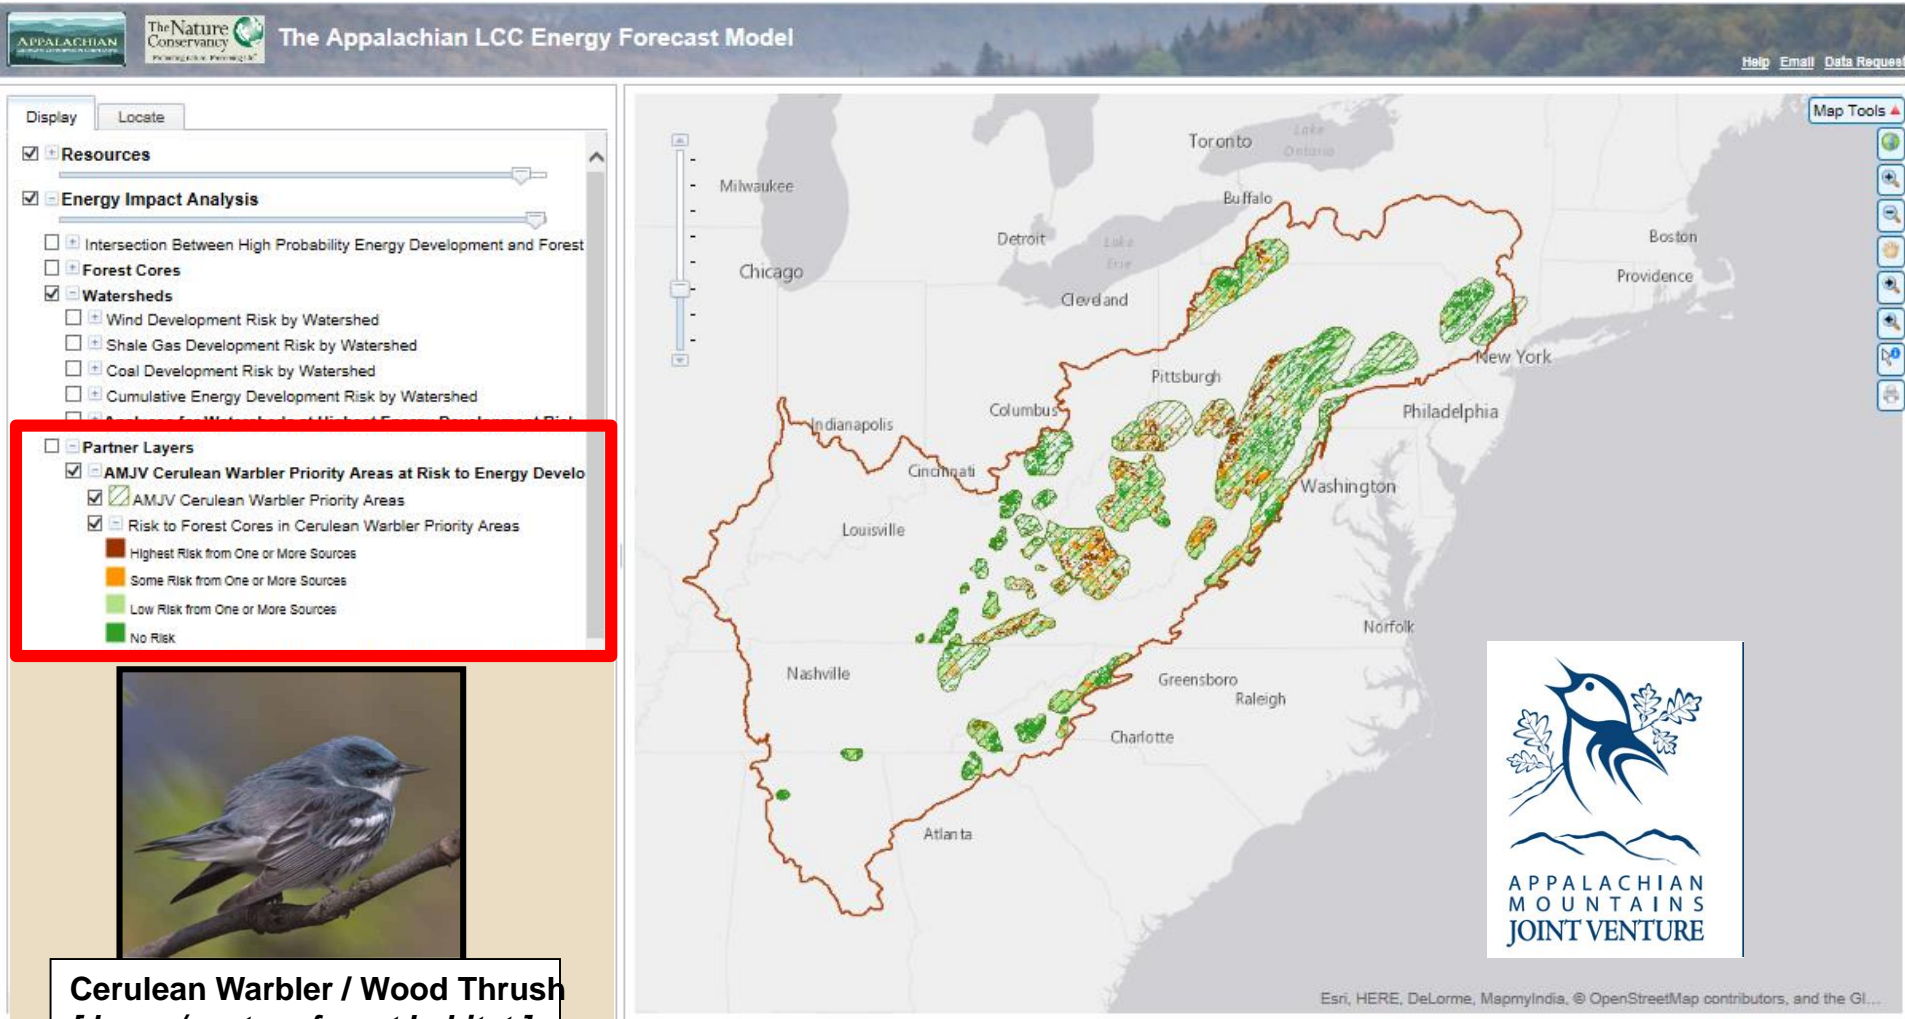 APPALACHIAN
The Nature
Conservancy
The Appalachian LCC Energy Forecast Model
Help Email Data Request
Display Locate
Resources
Energy Impact Analysis
Intersection Between High Probability Energy Development and Forest
Forest Cores
Watersheds
Wind Development Risk by Watershed
Shale Gas Development Risk by Watershed
Coal Development Risk by Watershed
Cumulative Energy Development Risk by Watershed
Partner Layers
AMJV Cerulean Warbler Priority Areas at Risk to Energy Develo
AMJV Cerulean Warbler Priority Areas
Risk to Forest Cores in Cerulean Warbler Priority Areas
Highest Risk from One or More Sources
Some Risk from One or More Sources
Low Risk from One or More Sources
No Risk
Cerulean Warbler / Wood Thrush
Map Tools
Toronto
Lake
Ontario
Milwaukee
Buffalo
Detroit
Lake
Erie
Boston
Chicago
Providence
Cleveland
New York
Pittsburgh
Columbus
Philadelphia
Indianapolis
Cincinnati
Washington
Louisville
Norfolk
Nashville
Greensboro
Raleigh
Charlotte
Atlanta
APPALACHIAN
MOUNTAINS
JOINT VENTURE
Esri, HERE, DeLorme, MapmyIndia, © OpenStreetMap contributors, and the GI...